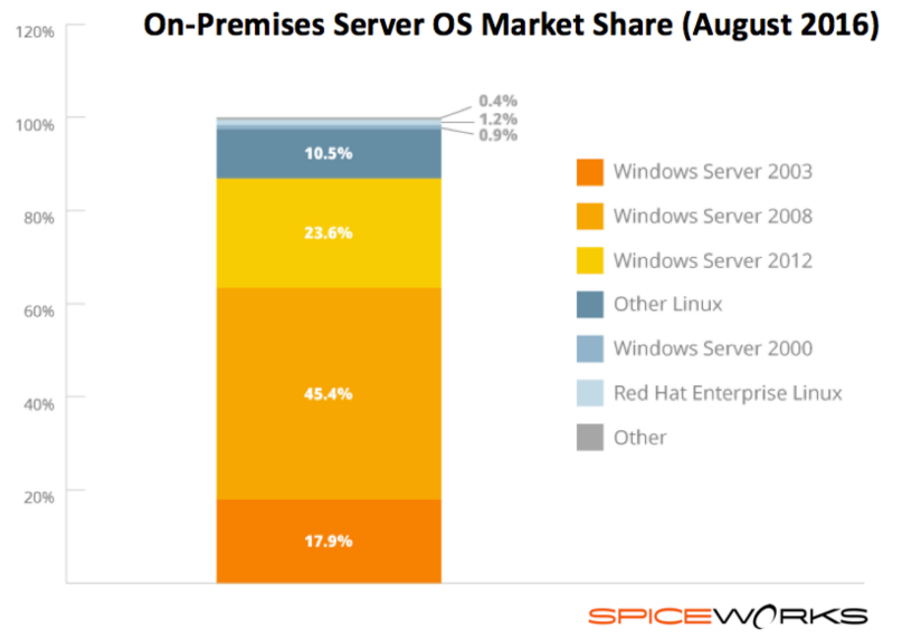 On-Premises Server OS Market Share (August 2016)
120%
100%
80%
60%
40%
20%
0.4%
1.2%
0.9%
10.5%
23.6%
45.4%
17.9%
Windows Server 2003
Windows Server 2008
Windows Server 2012
Other Linux
Windows Server 2000
Red Hat Enterprise Linux
Other
SPICEWORKS